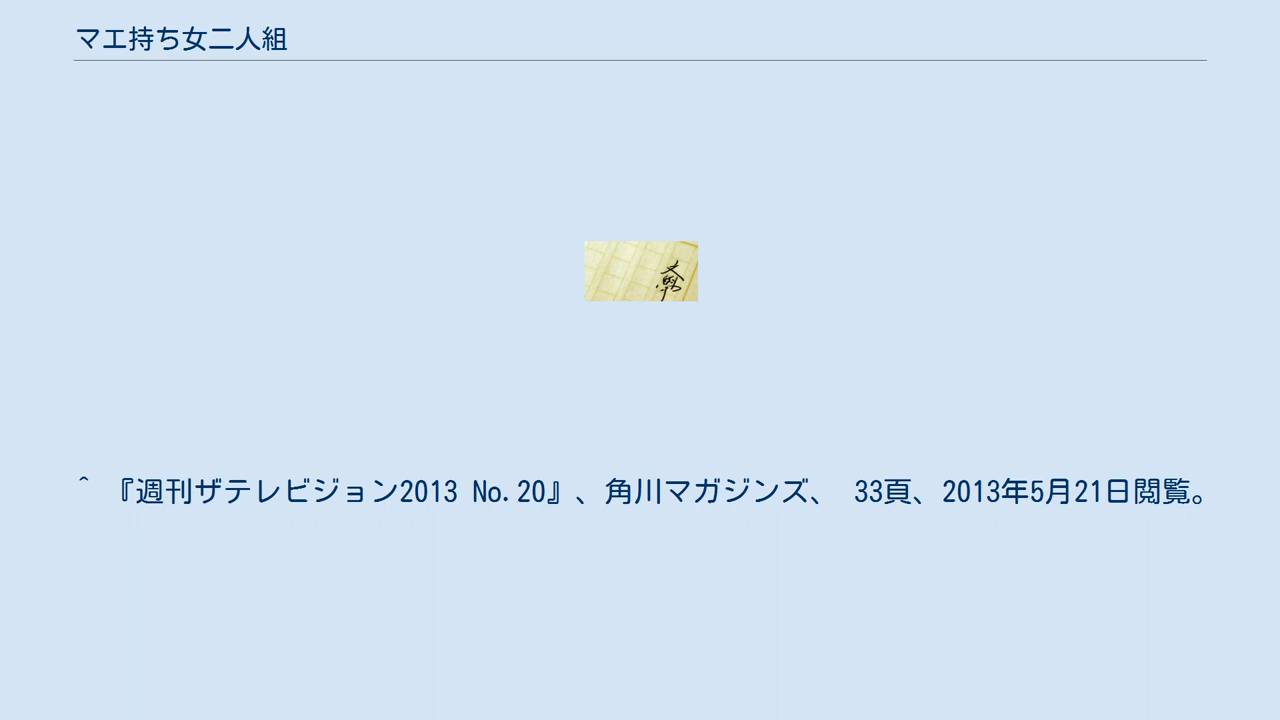 マエ持ち女二人組
^ 『週刊ザテレビジョン2013 No.20』、角川マガジンズ、 33頁、2013年5月21日閲覧。